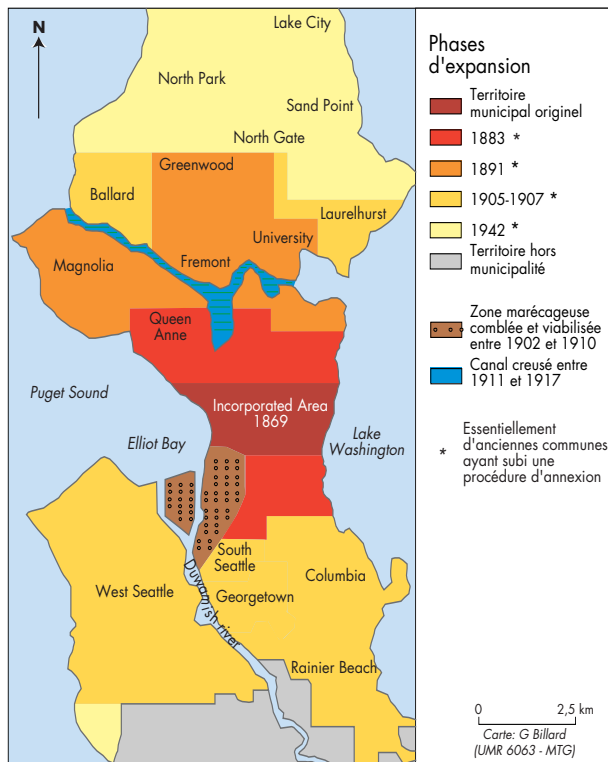 N
Lake City
North Park
Sand Point
North Gate
Greenwood
Ballard
Laurelhurst
University
Magnolia
Fremont
Queen
Anne
Puget Sound
Incorporated Area
1869
Elliot Bay
Lake
Washington
South
Seattle
Columbia
West Seattle
Georgetown
Duwamish river
Rainier Beach
Phases
d'expansion
Territoire
municipal originel
1883 *
1891 *
1905-1907 *
1942 *
Territoire hors
municipalité
Zone marécageuse
comblée et viabilisée
entre 1902 et 1910
Canal creusé entre
1911 et 1917
* Essentiellement
d'anciennes communes
ayant subi une
procédure d'annexion
0 2,5 km
Carte: G Billard
(UMR 6063 - MTG)